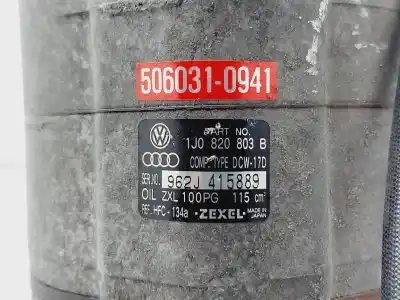 506031-0941
PART NO.
1J0 820 803 B
COMP. TYPE DCW-17D
SER.NO. 962J 415889
OIL ZXL 100PG 115 cm³
REF. HFC-134a ZEXEL MADE IN JAPAN